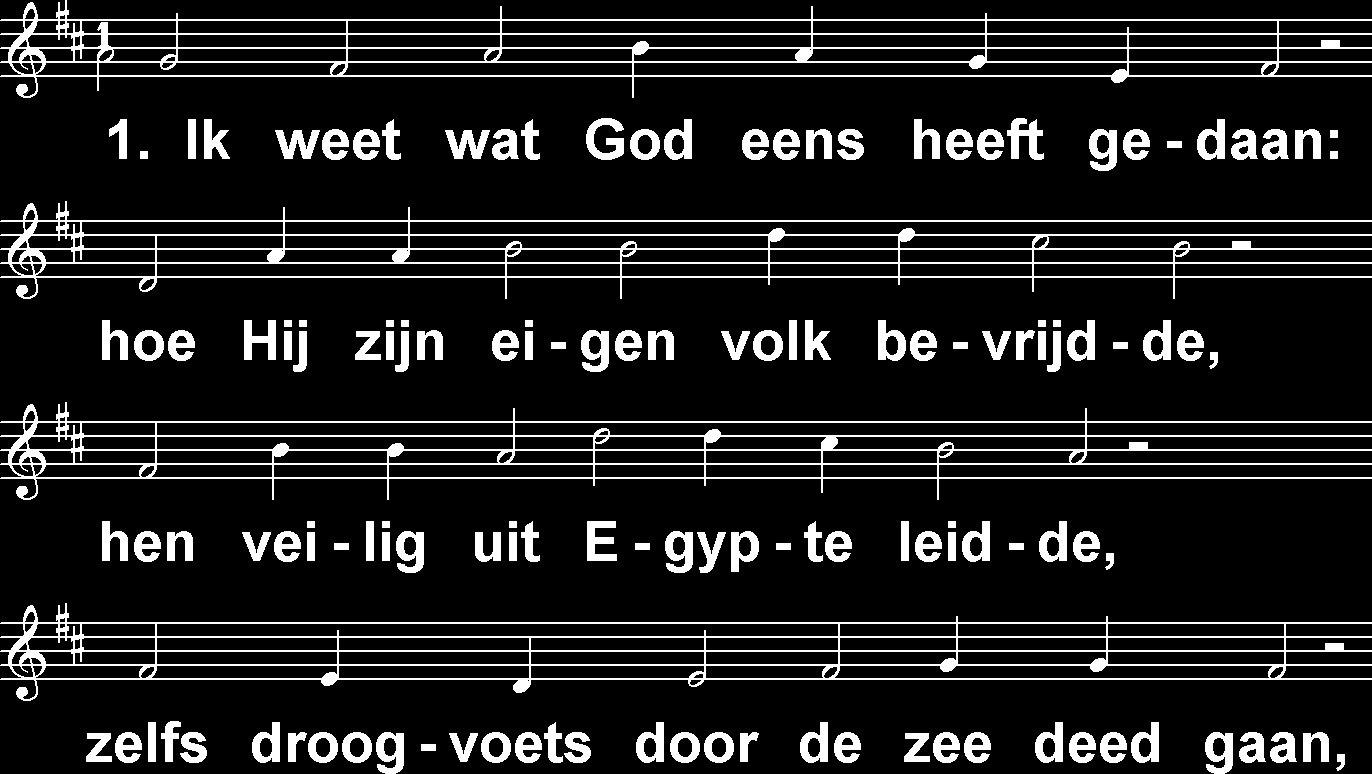 1. Ik weet wat God eens heeft ge - daan:
hoe Hij zijn ei - gen volk be - vrijd - de,
hen vei - lig uit E - gyp - te leid - de,
zelfs droog - voets door de zee deed gaan,